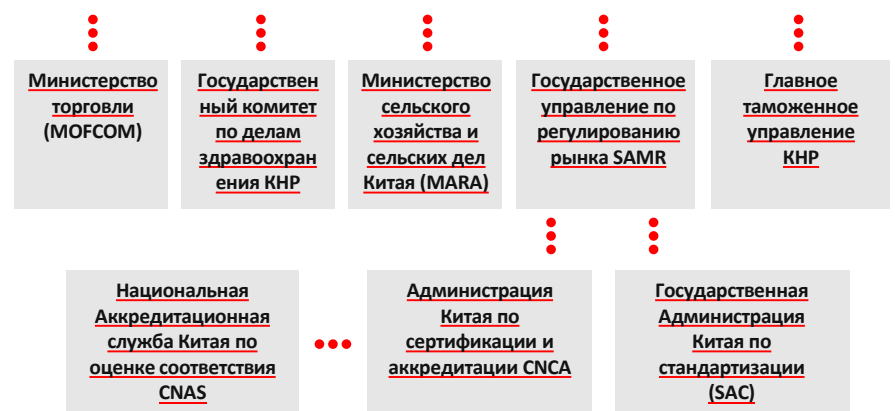 Министерство
торговли
(MOFCOM)
Государствен
ный комитет
по делам
здравоохран
ения КНР
Министерство
сельского
хозяйства и
сельских дел
Китая (MARA)
Государственное
управление по
регулированию
рынка SAMR
Главное
таможенное
управление
КНР
Национальная
Аккредитационная
служба Китая по
оценке соответствия
CNAS
Администрация
Китая по
сертификации и
аккредитации CNCA
Государственная
Администрация
Китая по
стандартизации
(SAC)